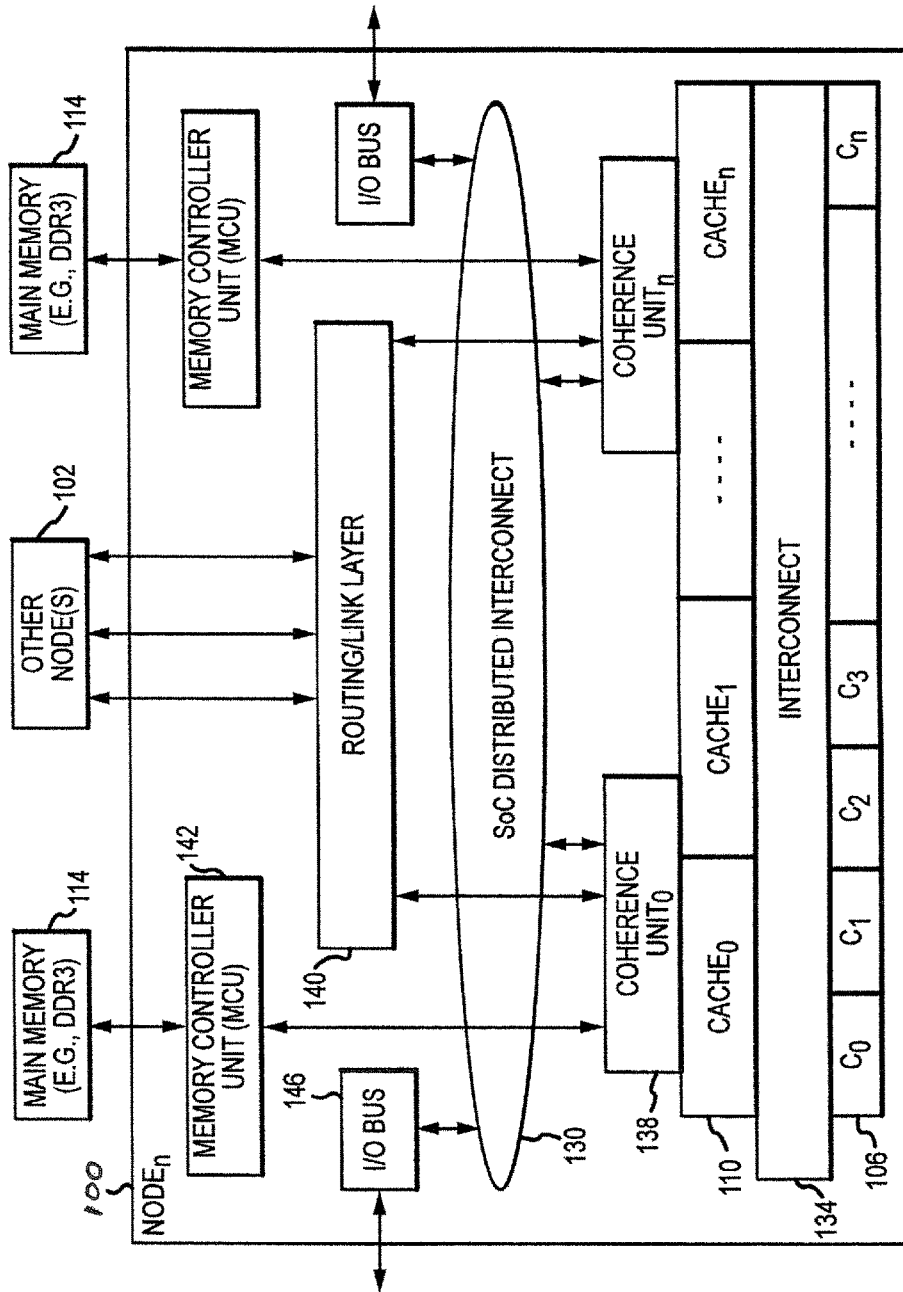 114
114
102
MAIN MEMORY
(E.G., DDR3)
OTHER
NODE(S)
MAIN MEMORY
(E.G., DDR3)
100
NODEn
142
MEMORY CONTROLLER
UNIT (MCU)
MEMORY CONTROLLER
UNIT (MCU)
146
I/O BUS
140
ROUTING/LINK LAYER
I/O BUS
130
SoC DISTRIBUTED INTERCONNECT
138
COHERENCE
UNIT0
COHERENCE
UNITn
110
CACHE0
CACHE1
- - - -
CACHEn
134
INTERCONNECT
106
C0
C1
C2
C3
- - - -
Cn